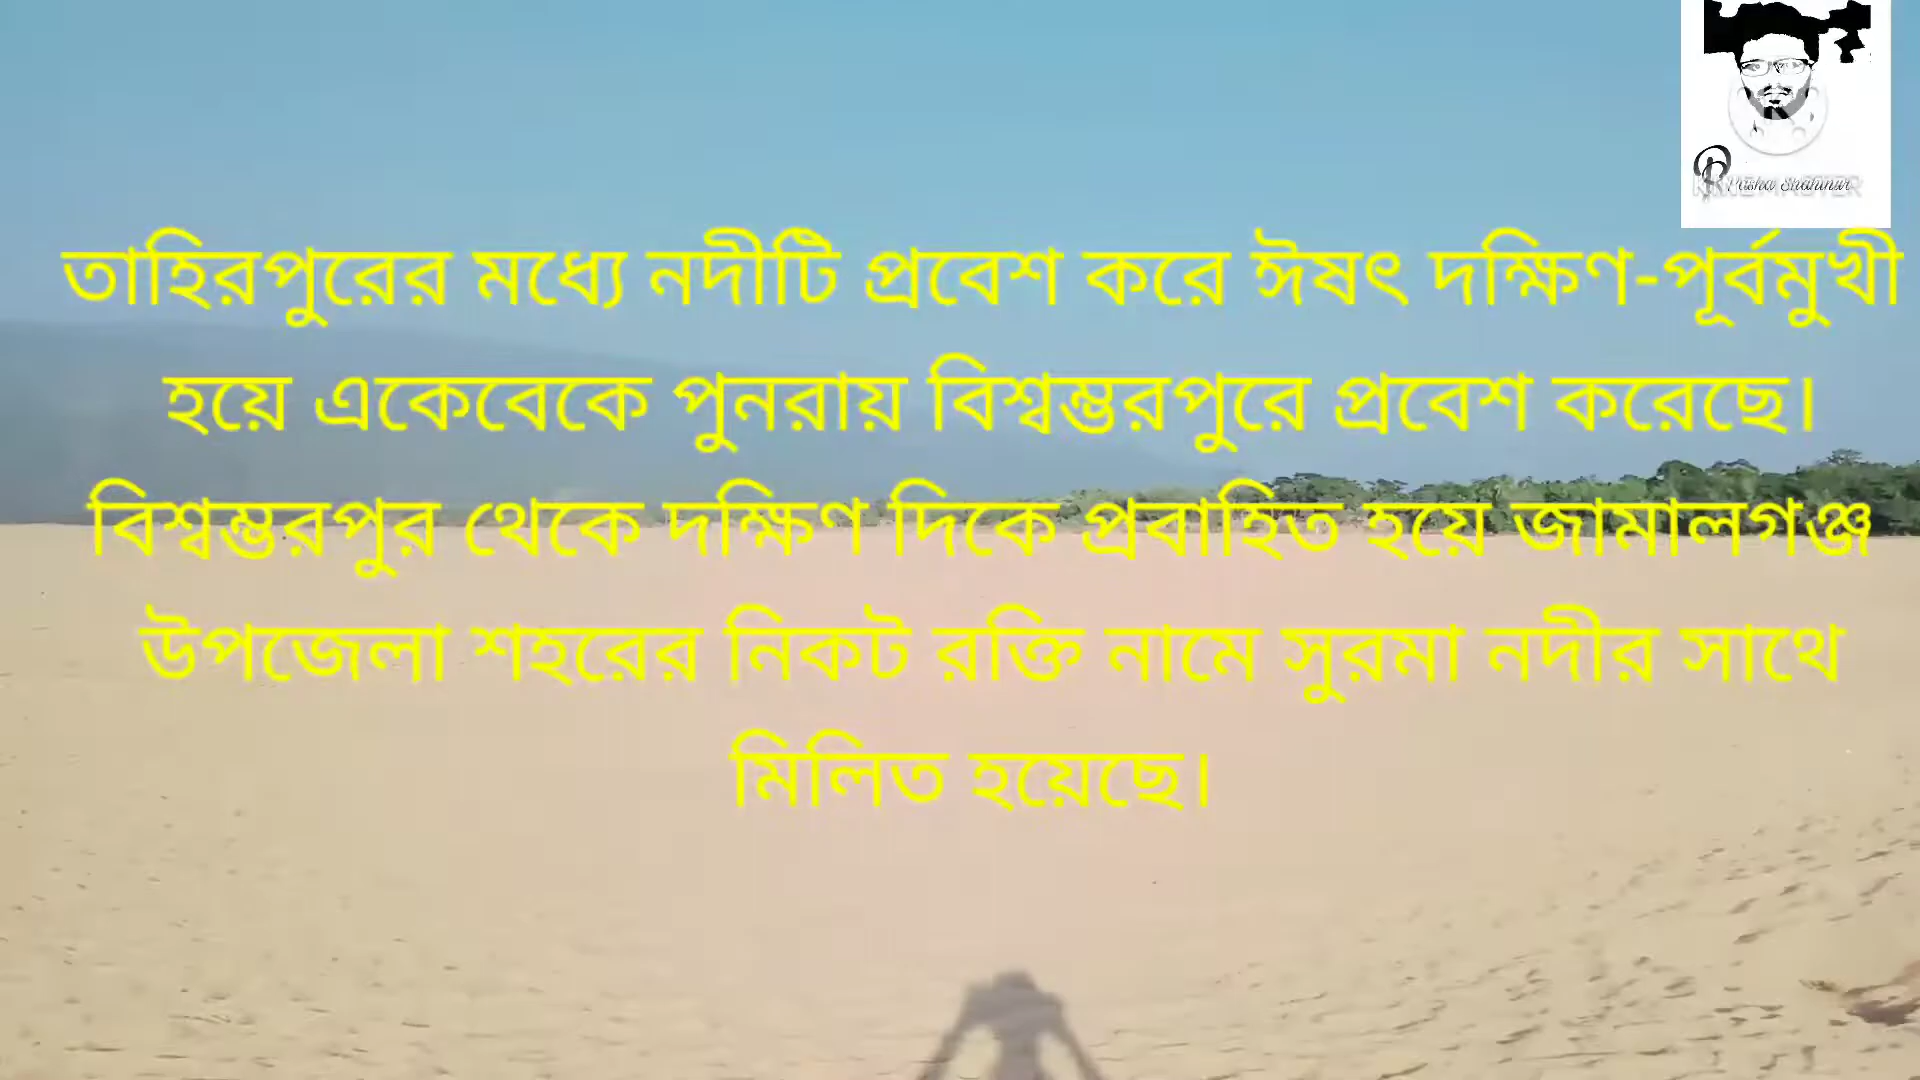 তাহিরপুরের মধ্যে নদীটি প্রবেশ করে ঈষৎ দক্ষিণ-পূর্বমুখী
হয়ে একেবেকে পুনরায় বিশ্বম্ভরপুরে প্রবেশ করেছে।
বিশ্বম্ভরপুর থেকে দক্ষিণ দিকে প্রবাহিত হয়ে জামালগঞ্জ
উপজেলা শহরের নিকট রক্তি নামে সুরমা নদীর সাথে
মিলিত হয়েছে।